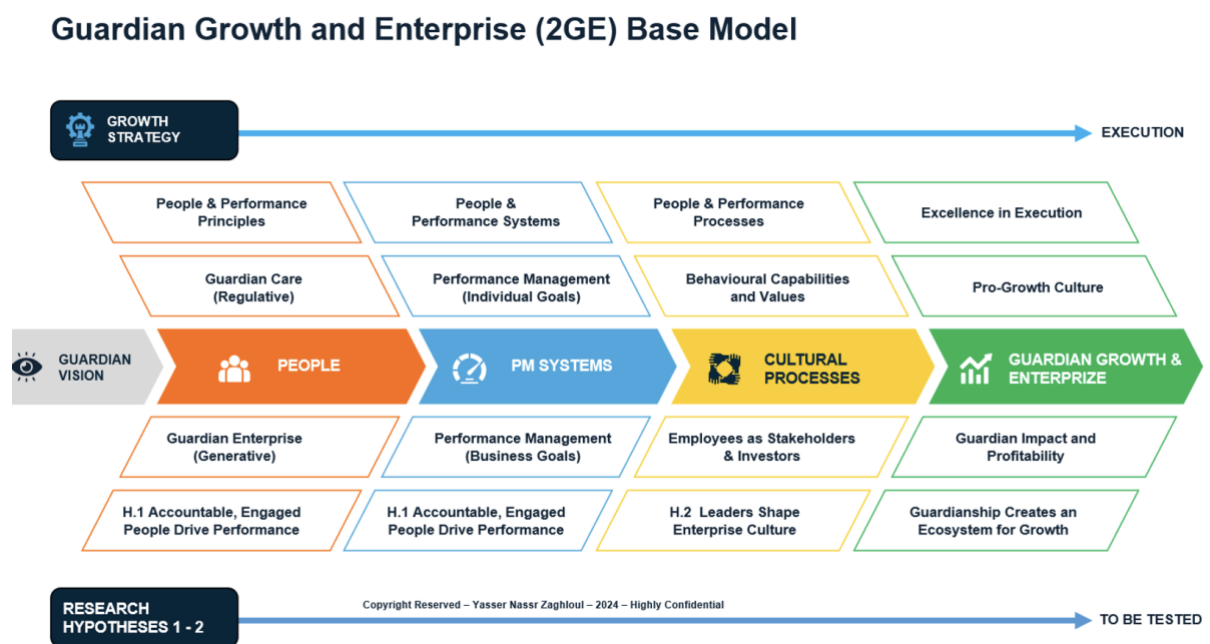 Guardian Growth and Enterprise (2GE) Base Model
GROWTH
STRATEGY
EXECUTION
People & Performance
Principles
People &
Performance Systems
People & Performance
Processes
Excellence in Execution
Guardian Care
(Regulative)
Performance Management
(Individual Goals)
Behavioural Capabilities
and Values
Pro-Growth Culture
GUARDIAN
VISION
PEOPLE
PM SYSTEMS
CULTURAL
PROCESSES
GUARDIAN GROWTH &
ENTERPRIZE
Guardian Enterprise
(Generative)
Performance Management
(Business Goals)
Employees as Stakeholders
& Investors
Guardian Impact and
Profitability
H.1 Accountable, Engaged
People Drive Performance
H.1 Accountable, Engaged
People Drive Performance
H.2 Leaders Shape
Enterprise Culture
Guardianship Creates an
Ecosystem for Growth
RESEARCH
HYPOTHESES 1 - 2
Copyright Reserved – Yasser Nassr Zaghloul – 2024 – Highly Confidential
TO BE TESTED